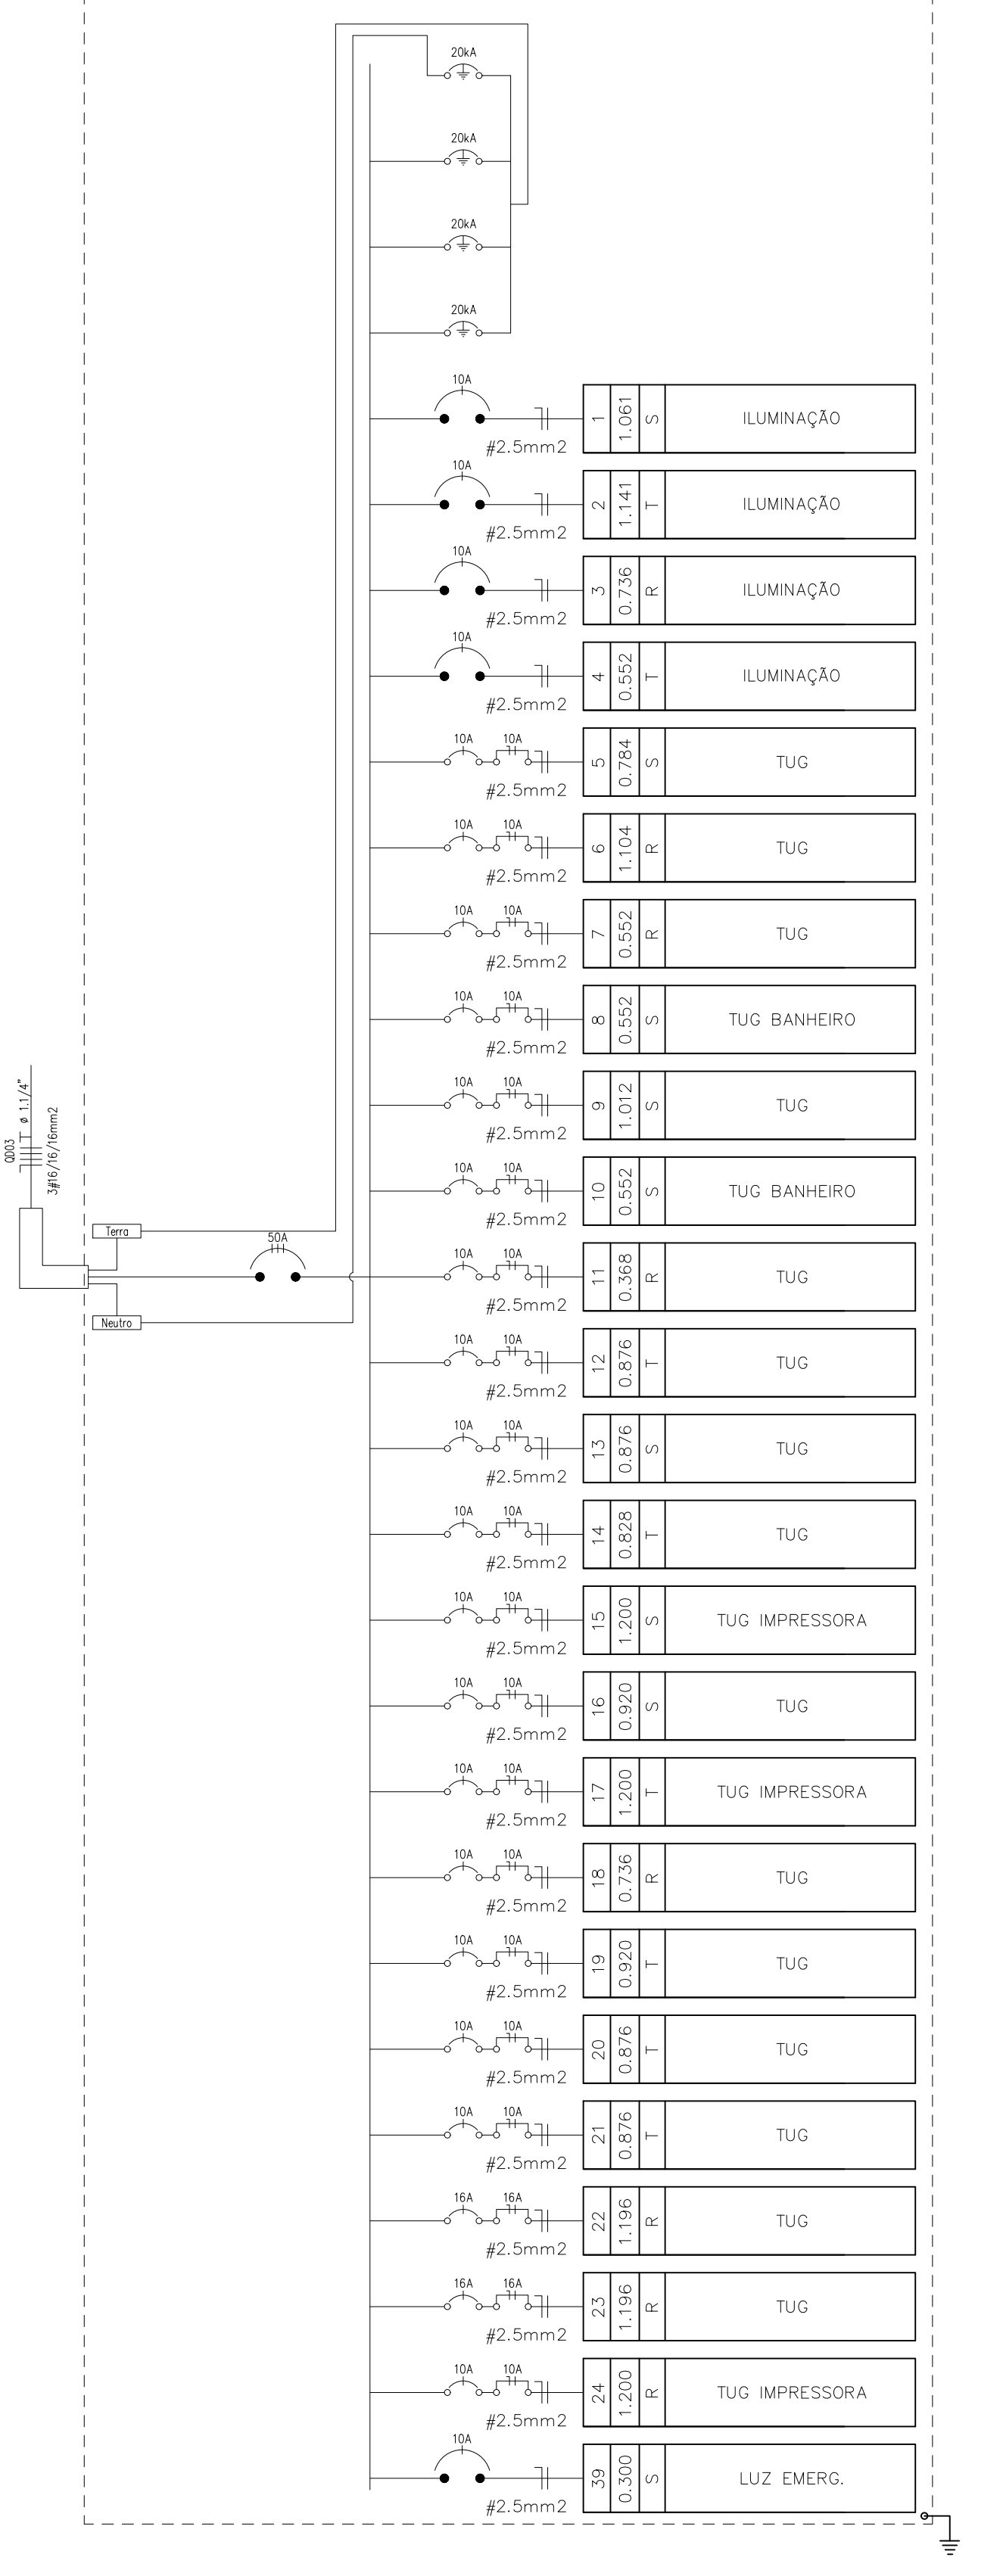 20kA
20kA
20kA
20kA
10A
#2.5mm2
1
1.061
S
ILUMINAÇÃO
10A
#2.5mm2
2
1.141
T
ILUMINAÇÃO
10A
#2.5mm2
3
0.736
R
ILUMINAÇÃO
10A
#2.5mm2
4
0.552
T
ILUMINAÇÃO
10A 10A
#2.5mm2
5
0.784
S
TUG
10A 10A
#2.5mm2
6
1.104
R
TUG
10A 10A
#2.5mm2
7
0.552
R
TUG
10A 10A
#2.5mm2
8
0.552
S
TUG BANHEIRO
10A 10A
#2.5mm2
9
1.012
S
TUG
10A 10A
#2.5mm2
10
0.552
S
TUG BANHEIRO
QD03
ø 1.1/4"
3#16/16/16mm2
Terra
50A
Neutro
10A 10A
#2.5mm2
11
0.368
R
TUG
10A 10A
#2.5mm2
12
0.876
T
TUG
10A 10A
#2.5mm2
13
0.876
S
TUG
10A 10A
#2.5mm2
14
0.828
T
TUG
10A 10A
#2.5mm2
15
1.200
S
TUG IMPRESSORA
10A 10A
#2.5mm2
16
0.920
S
TUG
10A 10A
#2.5mm2
17
1.200
T
TUG IMPRESSORA
10A 10A
#2.5mm2
18
0.736
R
TUG
10A 10A
#2.5mm2
19
0.920
T
TUG
10A 10A
#2.5mm2
20
0.876
T
TUG
10A 10A
#2.5mm2
21
0.876
T
TUG
16A 16A
#2.5mm2
22
1.196
R
TUG
16A 16A
#2.5mm2
23
1.196
R
TUG
10A 10A
#2.5mm2
24
1.200
R
TUG IMPRESSORA
10A
#2.5mm2
39
0.300
S
LUZ EMERG.